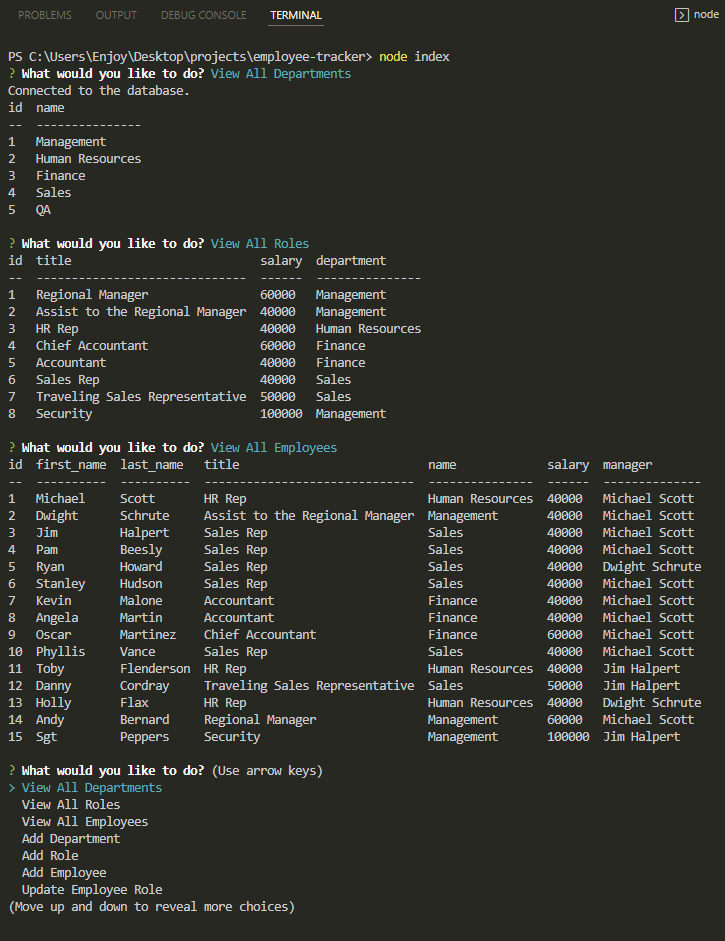 PROBLEMS OUTPUT DEBUG CONSOLE TERMINAL node
PS C:\Users\Enjoy\Desktop\projects\employee-tracker> node index
? What would you like to do? View All Departments
Connected to the database.
id  name
--  ---------------
1   Management
2   Human Resources
3   Finance
4   Sales
5   QA
? What would you like to do? View All Roles
id  title                           salary  department
--  ------------------------------  ------  ---------------
1   Regional Manager                60000   Management
2   Assist to the Regional Manager  40000   Management
3   HR Rep                          40000   Human Resources
4   Chief Accountant                60000   Finance
5   Accountant                      40000   Finance
6   Sales Rep                       40000   Sales
7   Traveling Sales Representative  50000   Sales
8   Security                        100000  Management
? What would you like to do? View All Employees
id  first_name  last_name   title                           name             salary  manager
--  ----------  ----------  ------------------------------  ---------------  ------  --------------
1   Michael     Scott       HR Rep                          Human Resources  40000   Michael Scott
2   Dwight      Schrute     Assist to the Regional Manager  Management       40000   Michael Scott
3   Jim         Halpert     Sales Rep                       Sales            40000   Michael Scott
4   Pam         Beesly      Sales Rep                       Sales            40000   Michael Scott
5   Ryan        Howard      Sales Rep                       Sales            40000   Dwight Schrute
6   Stanley     Hudson      Sales Rep                       Sales            40000   Michael Scott
7   Kevin       Malone      Accountant                      Finance          40000   Michael Scott
8   Angela      Martin      Accountant                      Finance          40000   Michael Scott
9   Oscar       Martinez    Chief Accountant                Finance          60000   Michael Scott
10  Phyllis     Vance       Sales Rep                       Sales            40000   Michael Scott
11  Toby        Flenderson  HR Rep                          Human Resources  40000   Jim Halpert
12  Danny       Cordray     Traveling Sales Representative  Sales            50000   Jim Halpert
13  Holly       Flax        HR Rep                          Human Resources  40000   Dwight Schrute
14  Andy        Bernard     Regional Manager                Management       60000   Michael Scott
15  Sgt         Peppers     Security                        Management       100000  Jim Halpert
? What would you like to do? (Use arrow keys)
> View All Departments
  View All Roles
  View All Employees
  Add Department
  Add Role
  Add Employee
  Update Employee Role
(Move up and down to reveal more choices)